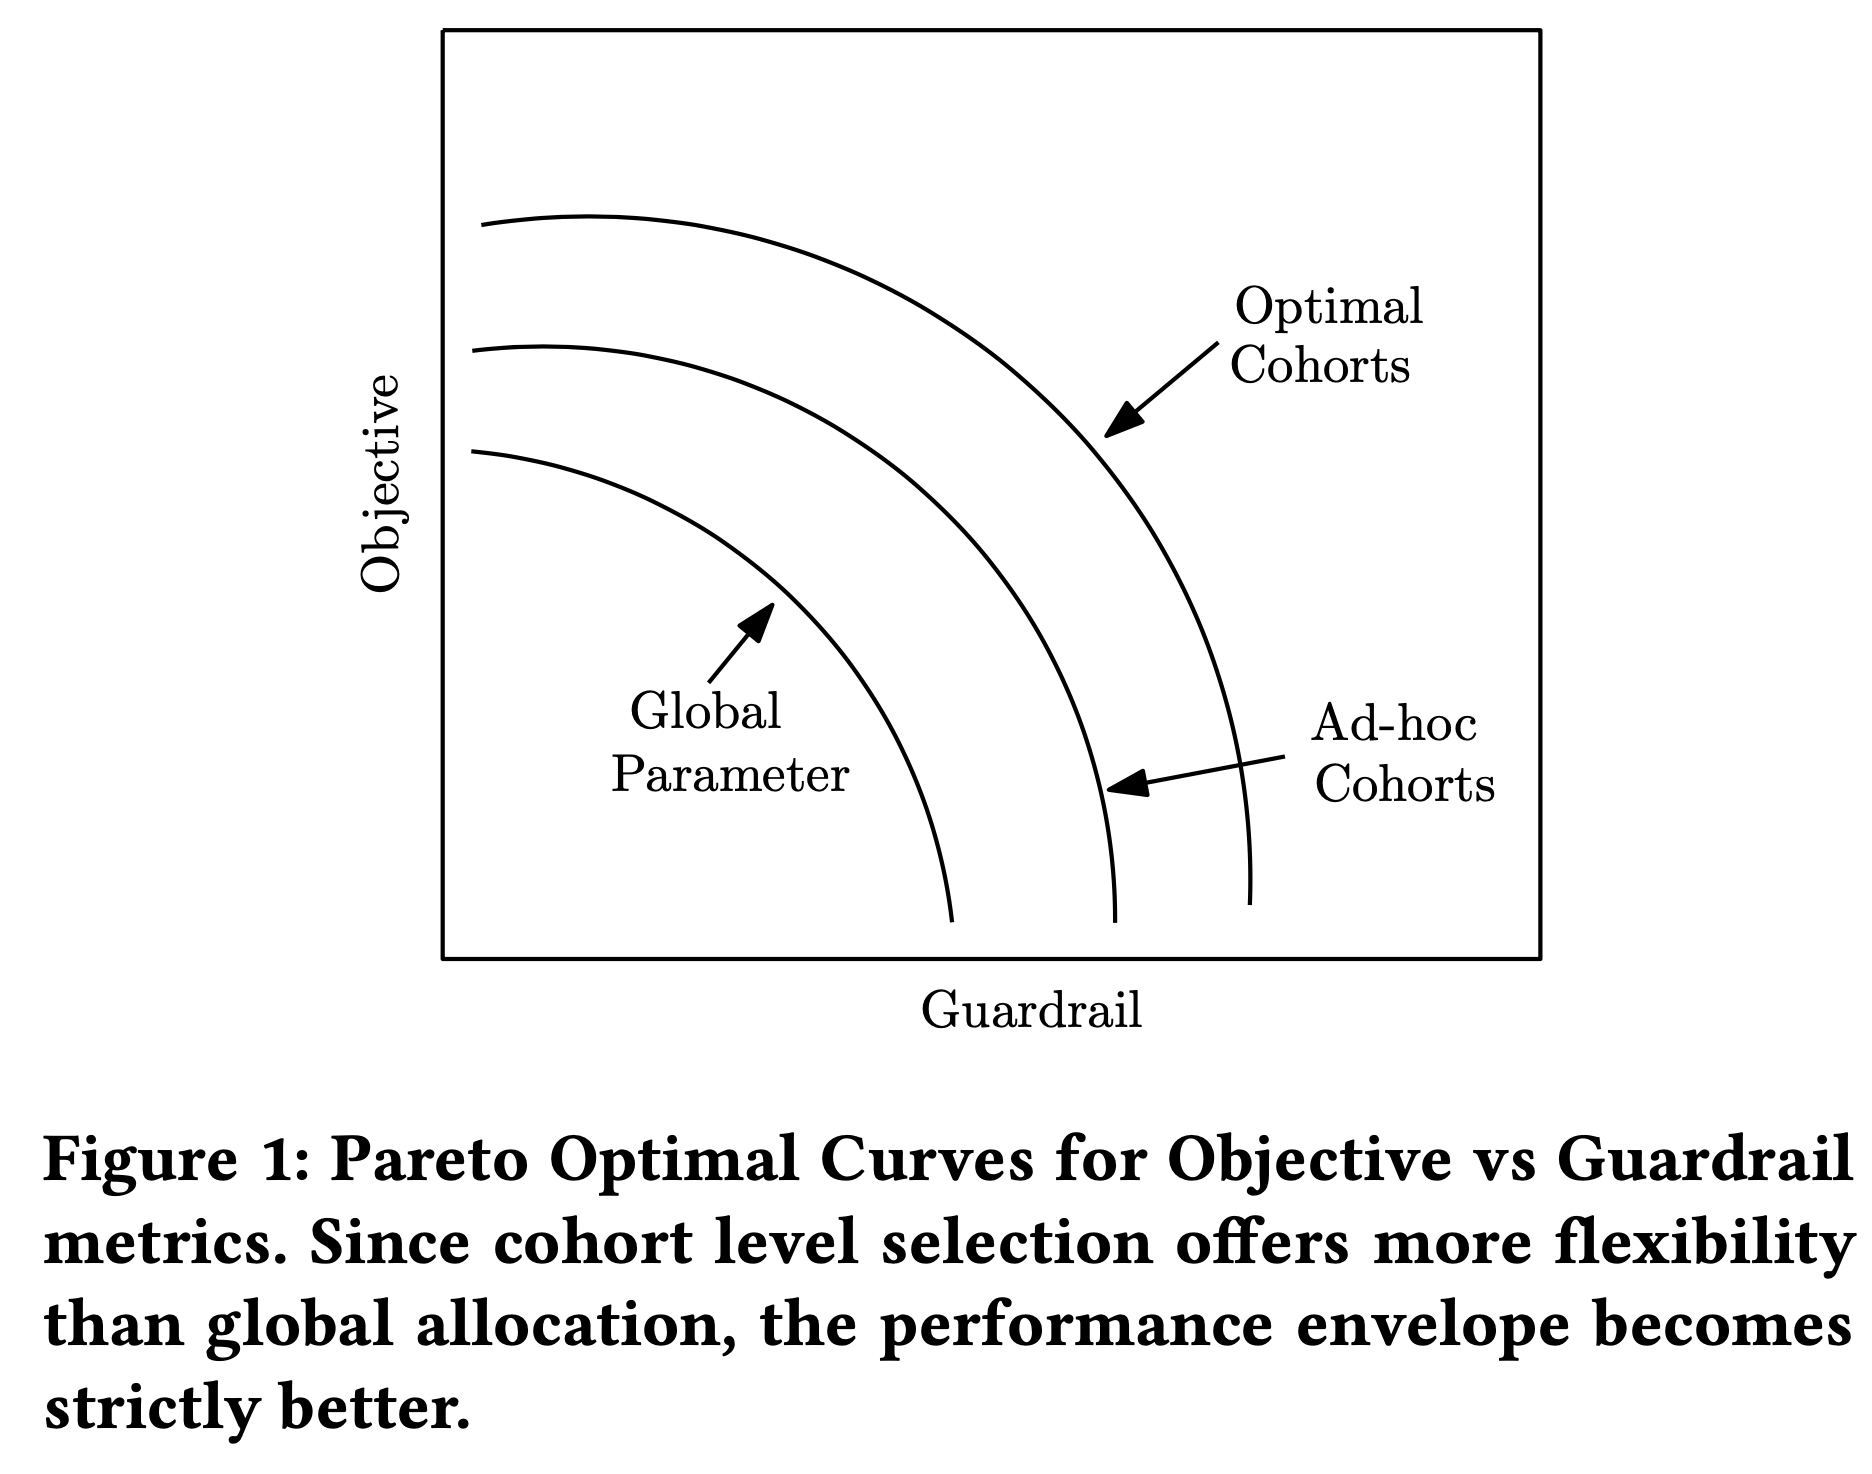 Optimal
Cohorts
Objective
Global
Parameter
Ad-hoc
Cohorts
Guardrail
Figure 1: Pareto Optimal Curves for Objective vs Guardrail
metrics. Since cohort level selection offers more flexibility
than global allocation, the performance envelope becomes
strictly better.